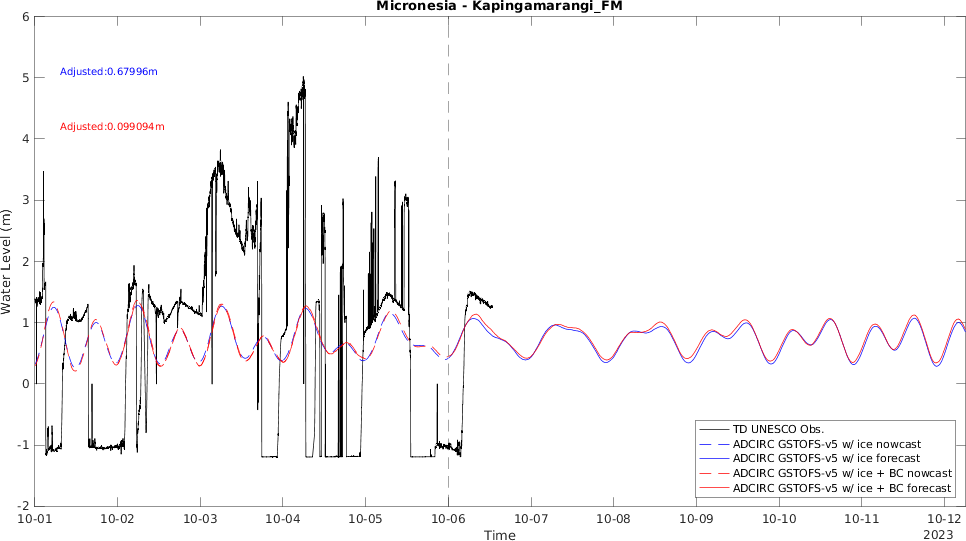 Micronesia - Kapingamarangi_FM
6
5
4
3
2
1
0
-1
-2
Water Level (m)
Adjusted:0.67996m
Adjusted:0.099094m
TD UNESCO Obs.
ADCIRC GSTOFS-v5 w/ ice nowcast
ADCIRC GSTOFS-v5 w/ ice forecast
ADCIRC GSTOFS-v5 w/ ice + BC nowcast
ADCIRC GSTOFS-v5 w/ ice + BC forecast
10-01 10-02 10-03 10-04 10-05 10-06 10-07 10-08 10-09 10-10 10-11 10-12
2023
Time